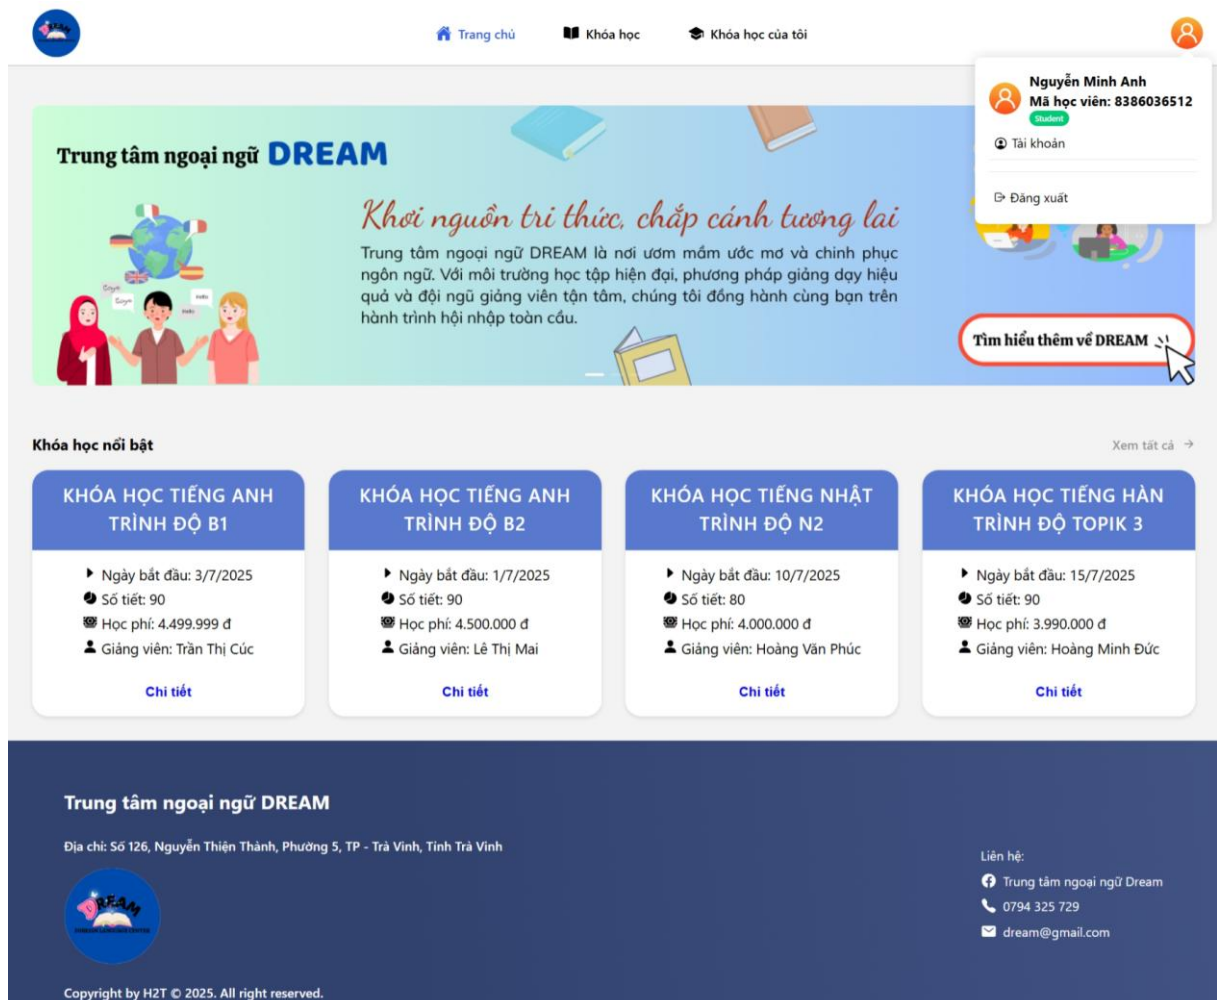 DREAM
Trang chủ
Khóa học
Khóa học của tôi
Nguyễn Minh Anh
Mã học viên: 8386036512
Student
Tài khoản
Đăng xuất
Trung tâm ngoại ngữ DREAM
Khơi nguồn tri thức, chắp cánh tương lai
Trung tâm ngoại ngữ DREAM là nơi ươm mầm ước mơ và chinh phục
ngôn ngữ. Với môi trường học tập hiện đại, phương pháp giảng dạy hiệu
quả và đội ngũ giảng viên tận tâm, chúng tôi đồng hành cùng bạn trên
hành trình hội nhập toàn cầu.
Hello
Tìm hiểu thêm về DREAM
Khóa học nổi bật
Xem tất cả
KHÓA HỌC TIẾNG ANH
TRÌNH ĐỘ B1
Ngày bắt đầu: 3/7/2025
Số tiết: 90
Học phí: 4.499.999 đ
Giảng viên: Trần Thị Cúc
Chi tiết
KHÓA HỌC TIẾNG ANH
TRÌNH ĐỘ B2
Ngày bắt đầu: 1/7/2025
Số tiết: 90
Học phí: 4.500.000 đ
Giảng viên: Lê Thị Mai
Chi tiết
KHÓA HỌC TIẾNG NHẬT
TRÌNH ĐỘ N2
Ngày bắt đầu: 10/7/2025
Số tiết: 80
Học phí: 4.000.000 đ
Giảng viên: Hoàng Văn Phúc
Chi tiết
KHÓA HỌC TIẾNG HÀN
TRÌNH ĐỘ TOPIK 3
Ngày bắt đầu: 15/7/2025
Số tiết: 90
Học phí: 3.990.000 đ
Giảng viên: Hoàng Minh Đức
Chi tiết
Trung tâm ngoại ngữ DREAM
Địa chỉ: Số 126, Nguyễn Thiện Thành, Phường 5, TP - Trà Vinh, Tỉnh Trà Vinh
DREAM
Liên hệ:
Trung tâm ngoại ngữ Dream
0794 325 729
dream@gmail.com
Copyright by H2T © 2025. All right reserved.